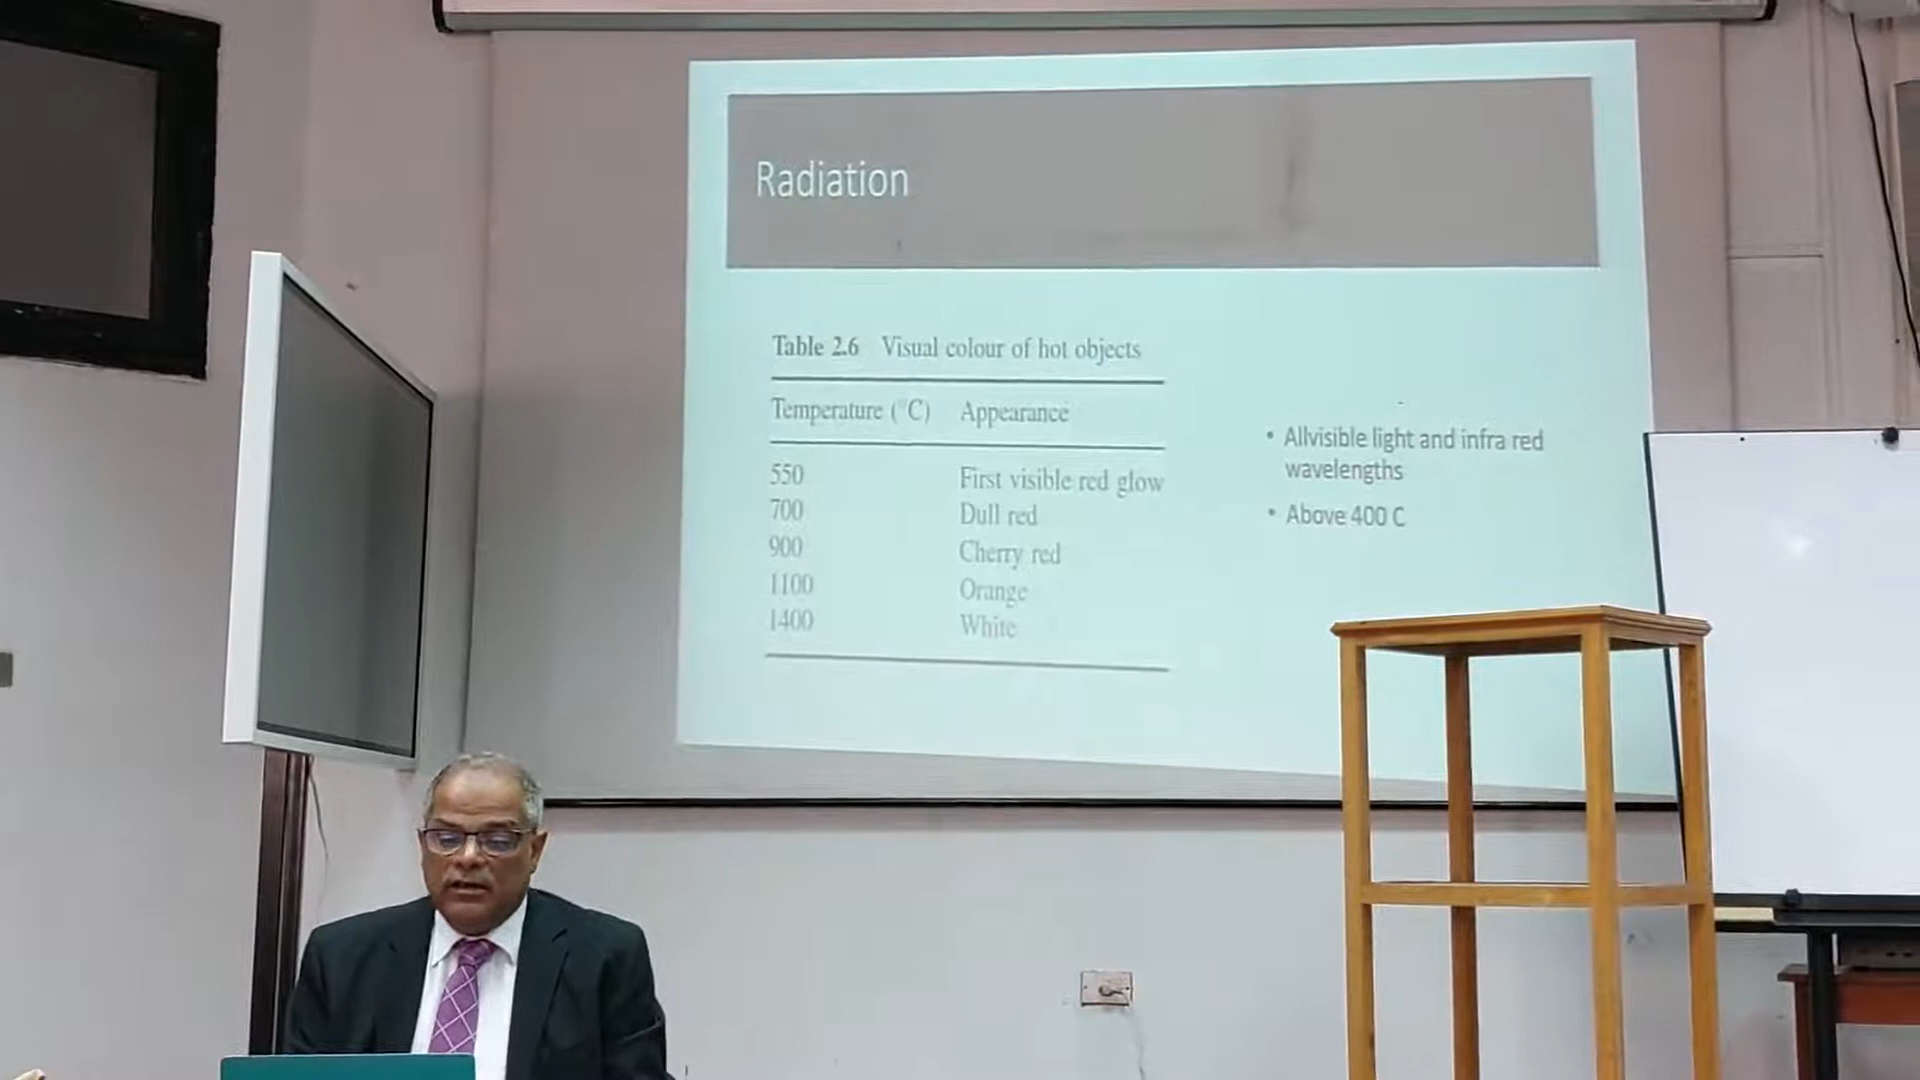 Radiation
Table 2.6 Visual colour of hot objects
Temperature (°C) Appearance
550 First visible red glow
700 Dull red
900 Cherry red
1100 Orange
1400 White
• Allvisible light and infra red
wavelengths
• Above 400 C